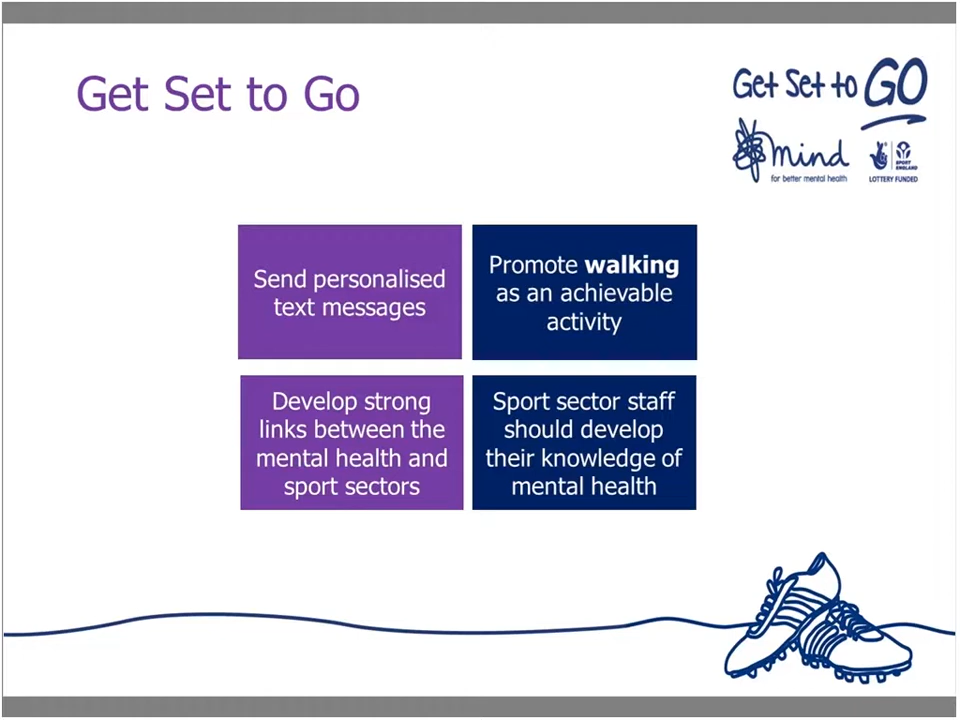 Get Set to Go
Get Set to GO
mind
for better mental health
SPORT
ENGLAND
LOTTERY FUNDED
Send personalised
text messages
Promote walking
as an achievable
activity
Develop strong
links between the
mental health and
sport sectors
Sport sector staff
should develop
their knowledge of
mental health